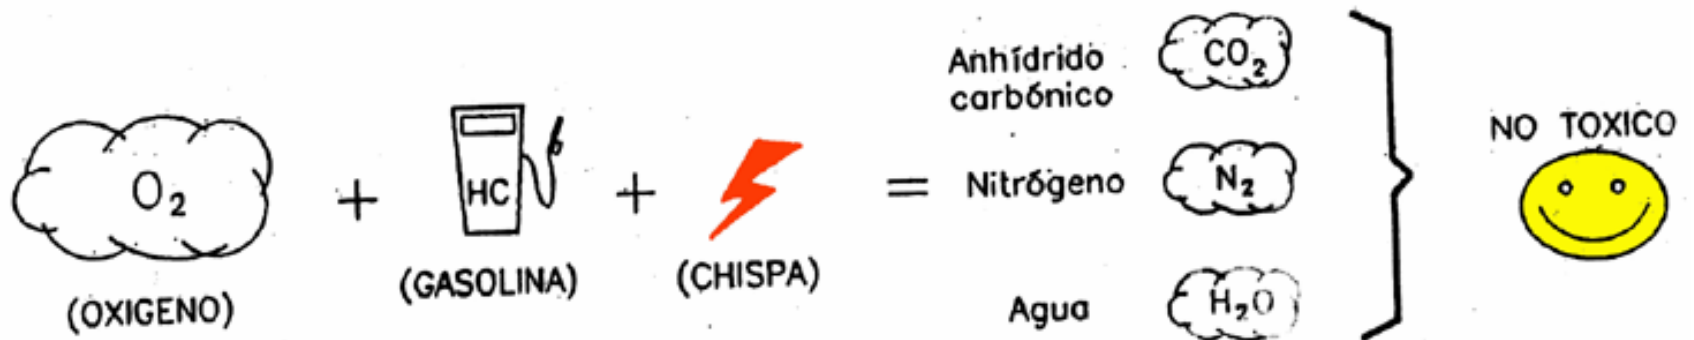 O₂
(OXIGENO)
+
HC
(GASOLINA)
+
(CHISPA)
=
Anhídrido
carbónico
CO₂
Nitrógeno
N₂
Agua
H₂O
NO TOXICO